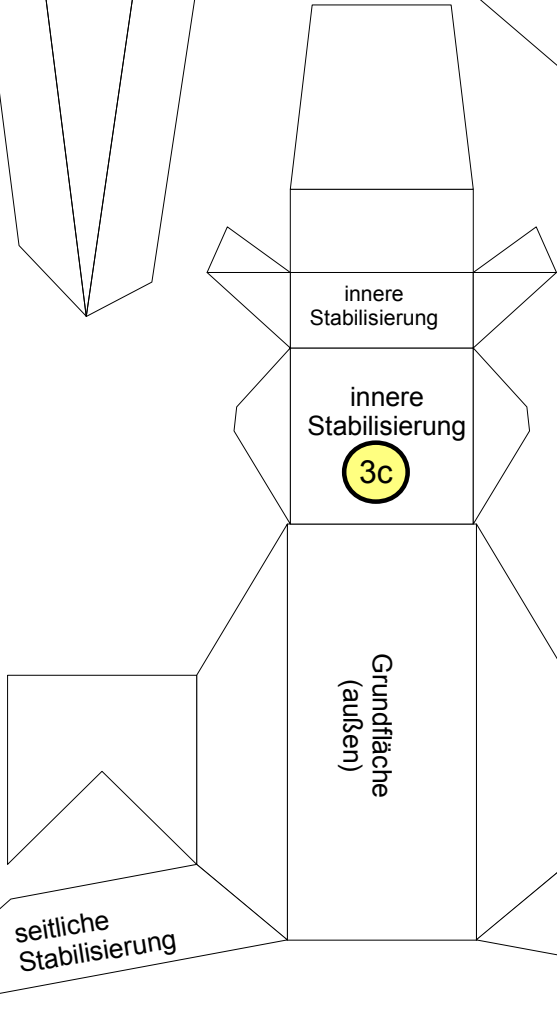 innere
Stabilisierung
innere
Stabilisierung
3c
Grundfläche
(außen)
seitliche
Stabilisierung